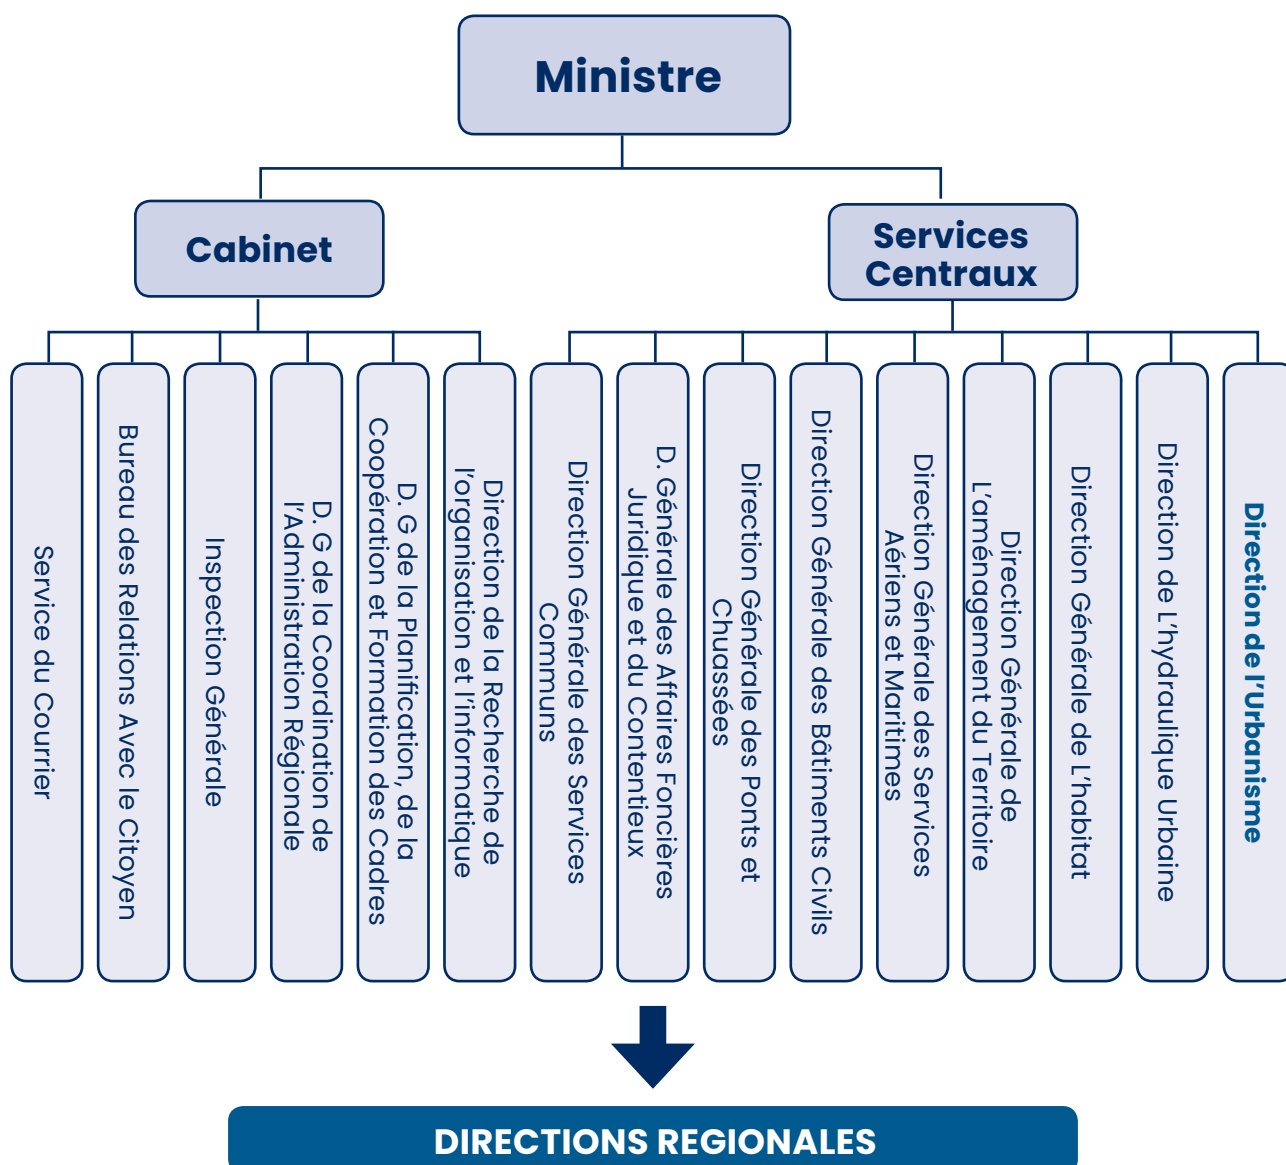 Ministre
Cabinet
Services
Centraux
Service du Courrier
Bureau des Relations Avec le Citoyen
Inspection Générale
D. G de la Coordination de
l'Administration Régionale
D. G de la Planification, de la
Coopération et Formation des Cadres
Direction de la Recherche de
l'organisation et l'informatique
Direction Générale des Services
Communs
D. Générale des Affaires Foncières
Juridique et du Contentieux
Direction Générale des Ponts et
Chuassées
Direction Générale des Bâtiments Civils
Direction Générale des Services
Aériens et Maritimes
Direction Générale de
L'aménagement du Territoire
Direction Générale de L'habitat
Direction de L'hydraulique Urbaine
Direction de l'Urbanisme
DIRECTIONS REGIONALES